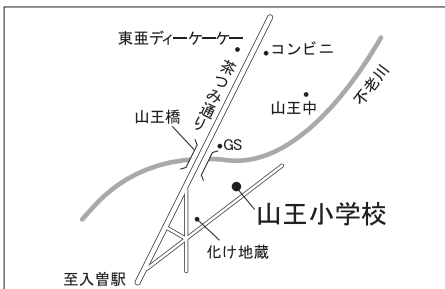 東亜ディーケーケー
コンビニ
茶つみ通り
山王中
不老川
山王橋
GS
山王小学校
化け地蔵
至入曽駅